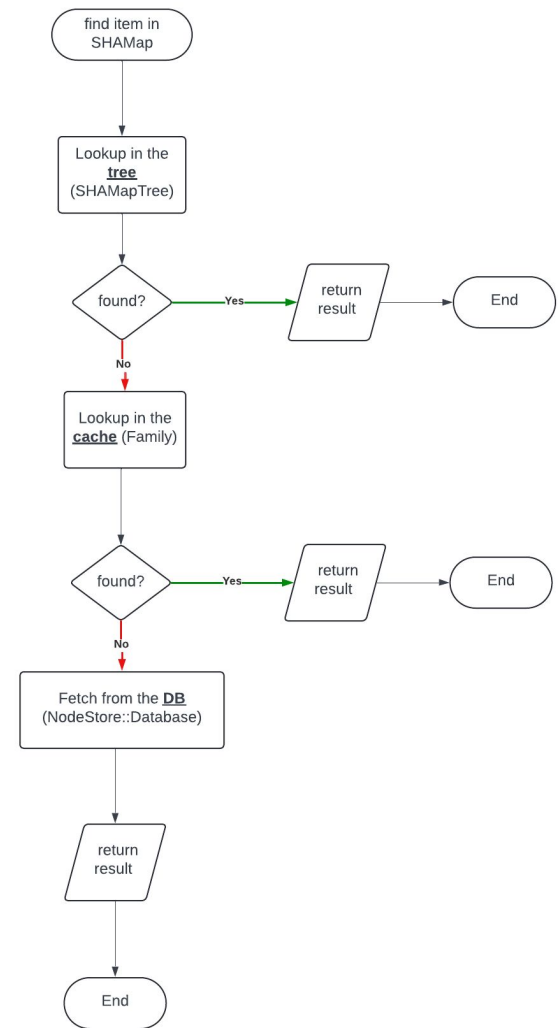 find item in
SHAMap
Lookup in the
tree
(SHAMapTree)
found?
Yes
return
result
End
No
Lookup in the
cache (Family)
found?
Yes
return
result
End
No
Fetch from the DB
(NodeStore::Database)
return
result
End